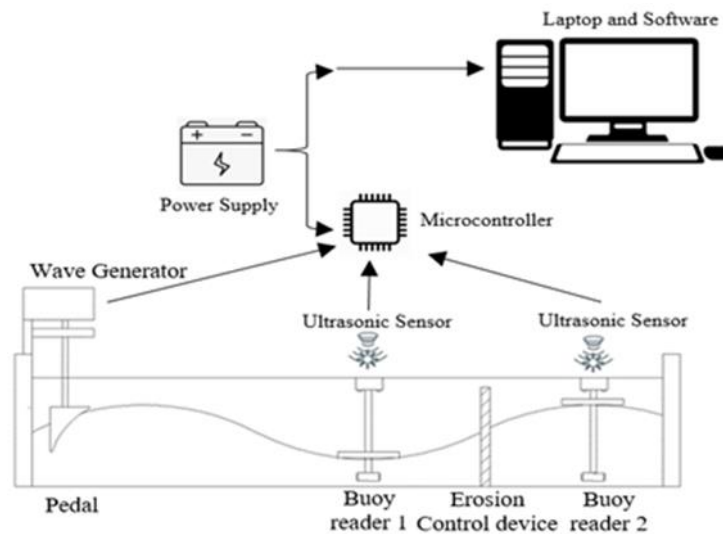 Laptop and Software
+ −
Power Supply
Microcontroller
Wave Generator
Ultrasonic Sensor
Ultrasonic Sensor
Pedal
Buoy
reader 1
Erosion
Control device
Buoy
reader 2